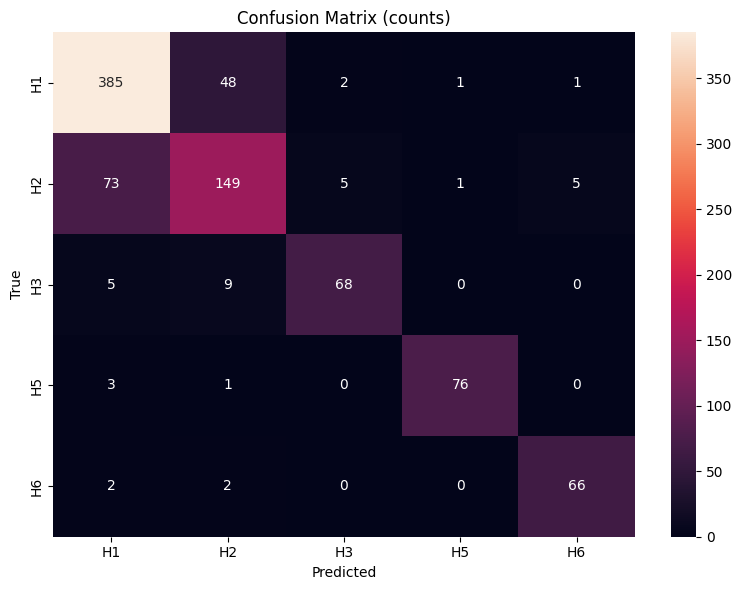 Confusion Matrix (counts)
H1 385 48 2 1 1
H2 73 149 5 1 5
H3 5 9 68 0 0
H5 3 1 0 76 0
H6 2 2 0 0 66
H1 H2 H3 H5 H6
Predicted
True
350
300
250
200
150
100
50
0